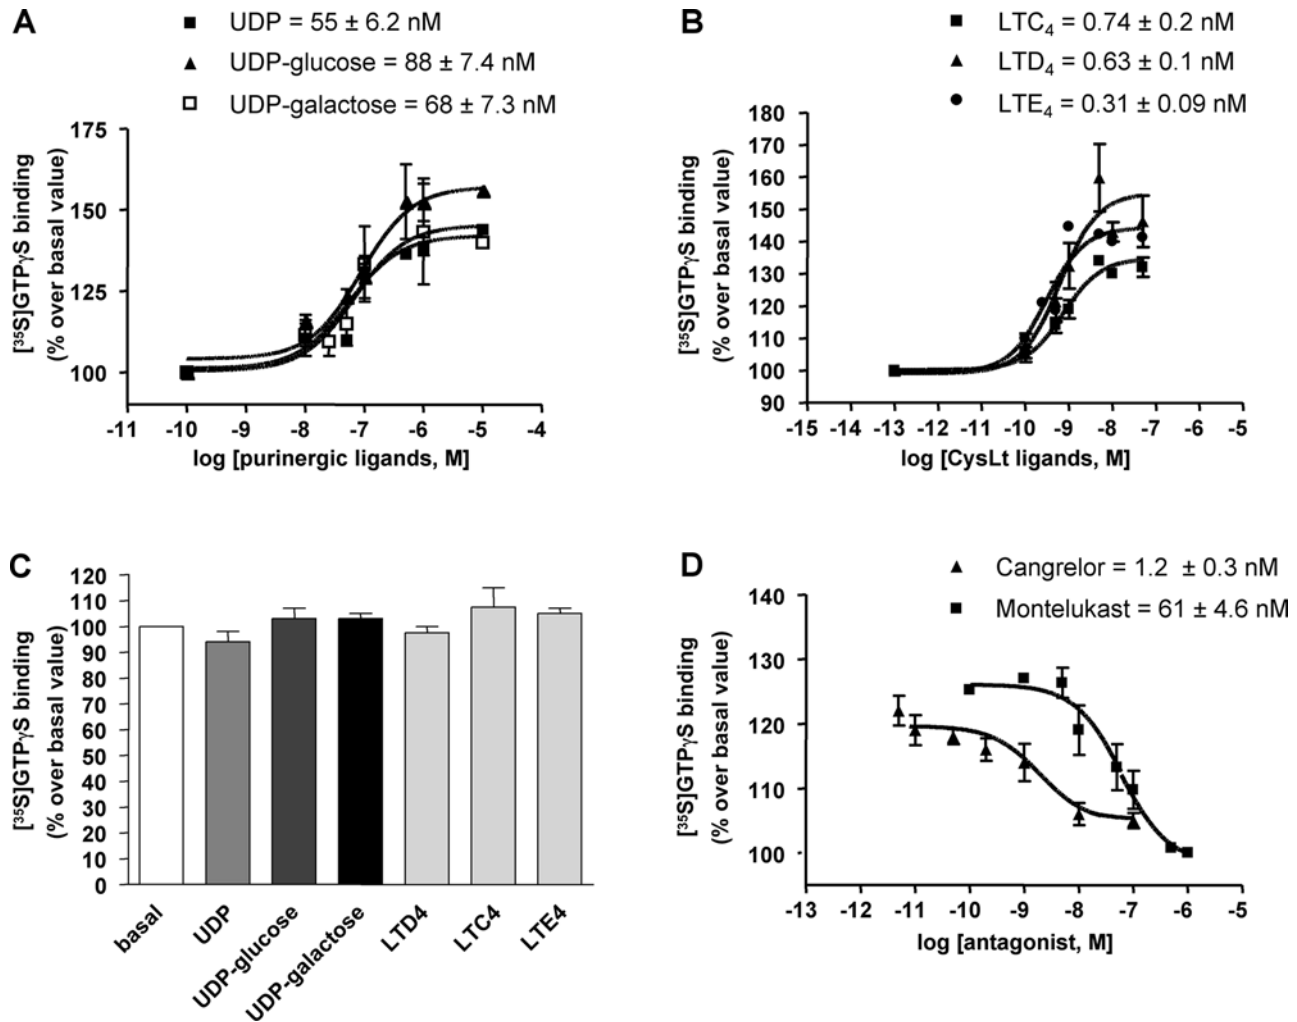 A
UDP = 55 ± 6.2 nM
UDP-glucose = 88 ± 7.4 nM
UDP-galactose = 68 ± 7.3 nM
[³⁵S]GTPγS binding
(% over basal value)
175
150
125
100
-11 -10 -9 -8 -7 -6 -5 -4
log [purinergic ligands, M]
B
LTC₄ = 0.74 ± 0.2 nM
LTD₄ = 0.63 ± 0.1 nM
LTE₄ = 0.31 ± 0.09 nM
[³⁵S]GTPγS binding
(% over basal value)
180
170
160
150
140
130
120
110
100
90
-15 -14 -13 -12 -11 -10 -9 -8 -7 -6 -5
log [CysLt ligands, M]
C
[³⁵S]GTPγS binding
(% over basal value)
120
110
100
90
80
70
60
50
40
30
20
10
0
basal
UDP
UDP-glucose
UDP-galactose
LTD4
LTC4
LTE4
D
Cangrelor = 1.2 ± 0.3 nM
Montelukast = 61 ± 4.6 nM
[³⁵S]GTPγS binding
(% over basal value)
140
130
120
110
100
-13 -12 -11 -10 -9 -8 -7 -6 -5
log [antagonist, M]